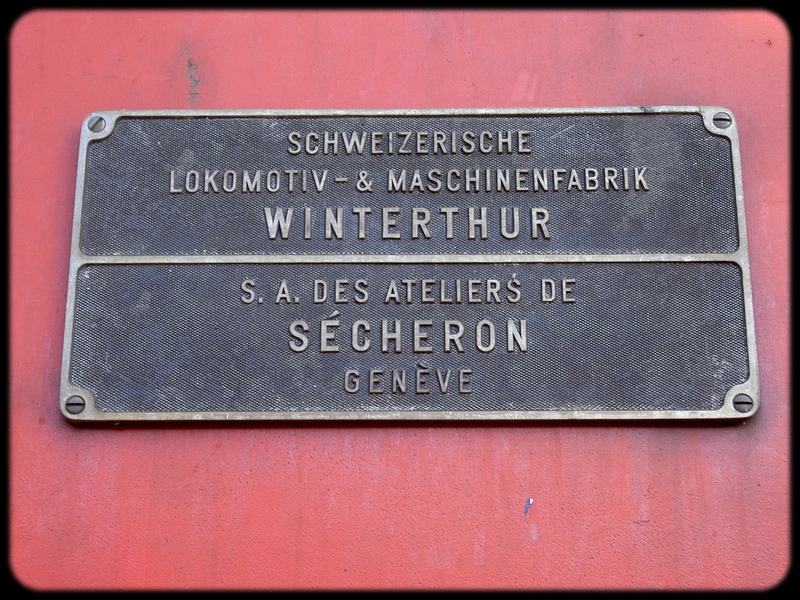 SCHWEIZERISCHE
LOKOMOTIV-& MASCHINENFABRIK
WINTERTHUR
S. A. DES ATELIERS DE
SÉCHERON
GENÈVE